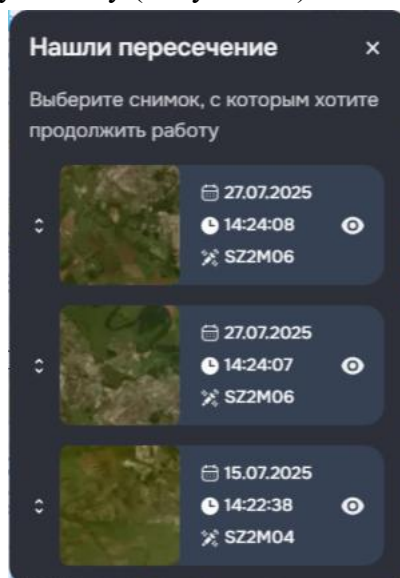 Нашли пересечение
Выберите снимок, с которым хотите
продолжить работу
27.07.2025
14:24:08
SZ2M06
27.07.2025
14:24:07
SZ2M06
15.07.2025
14:22:38
SZ2M04